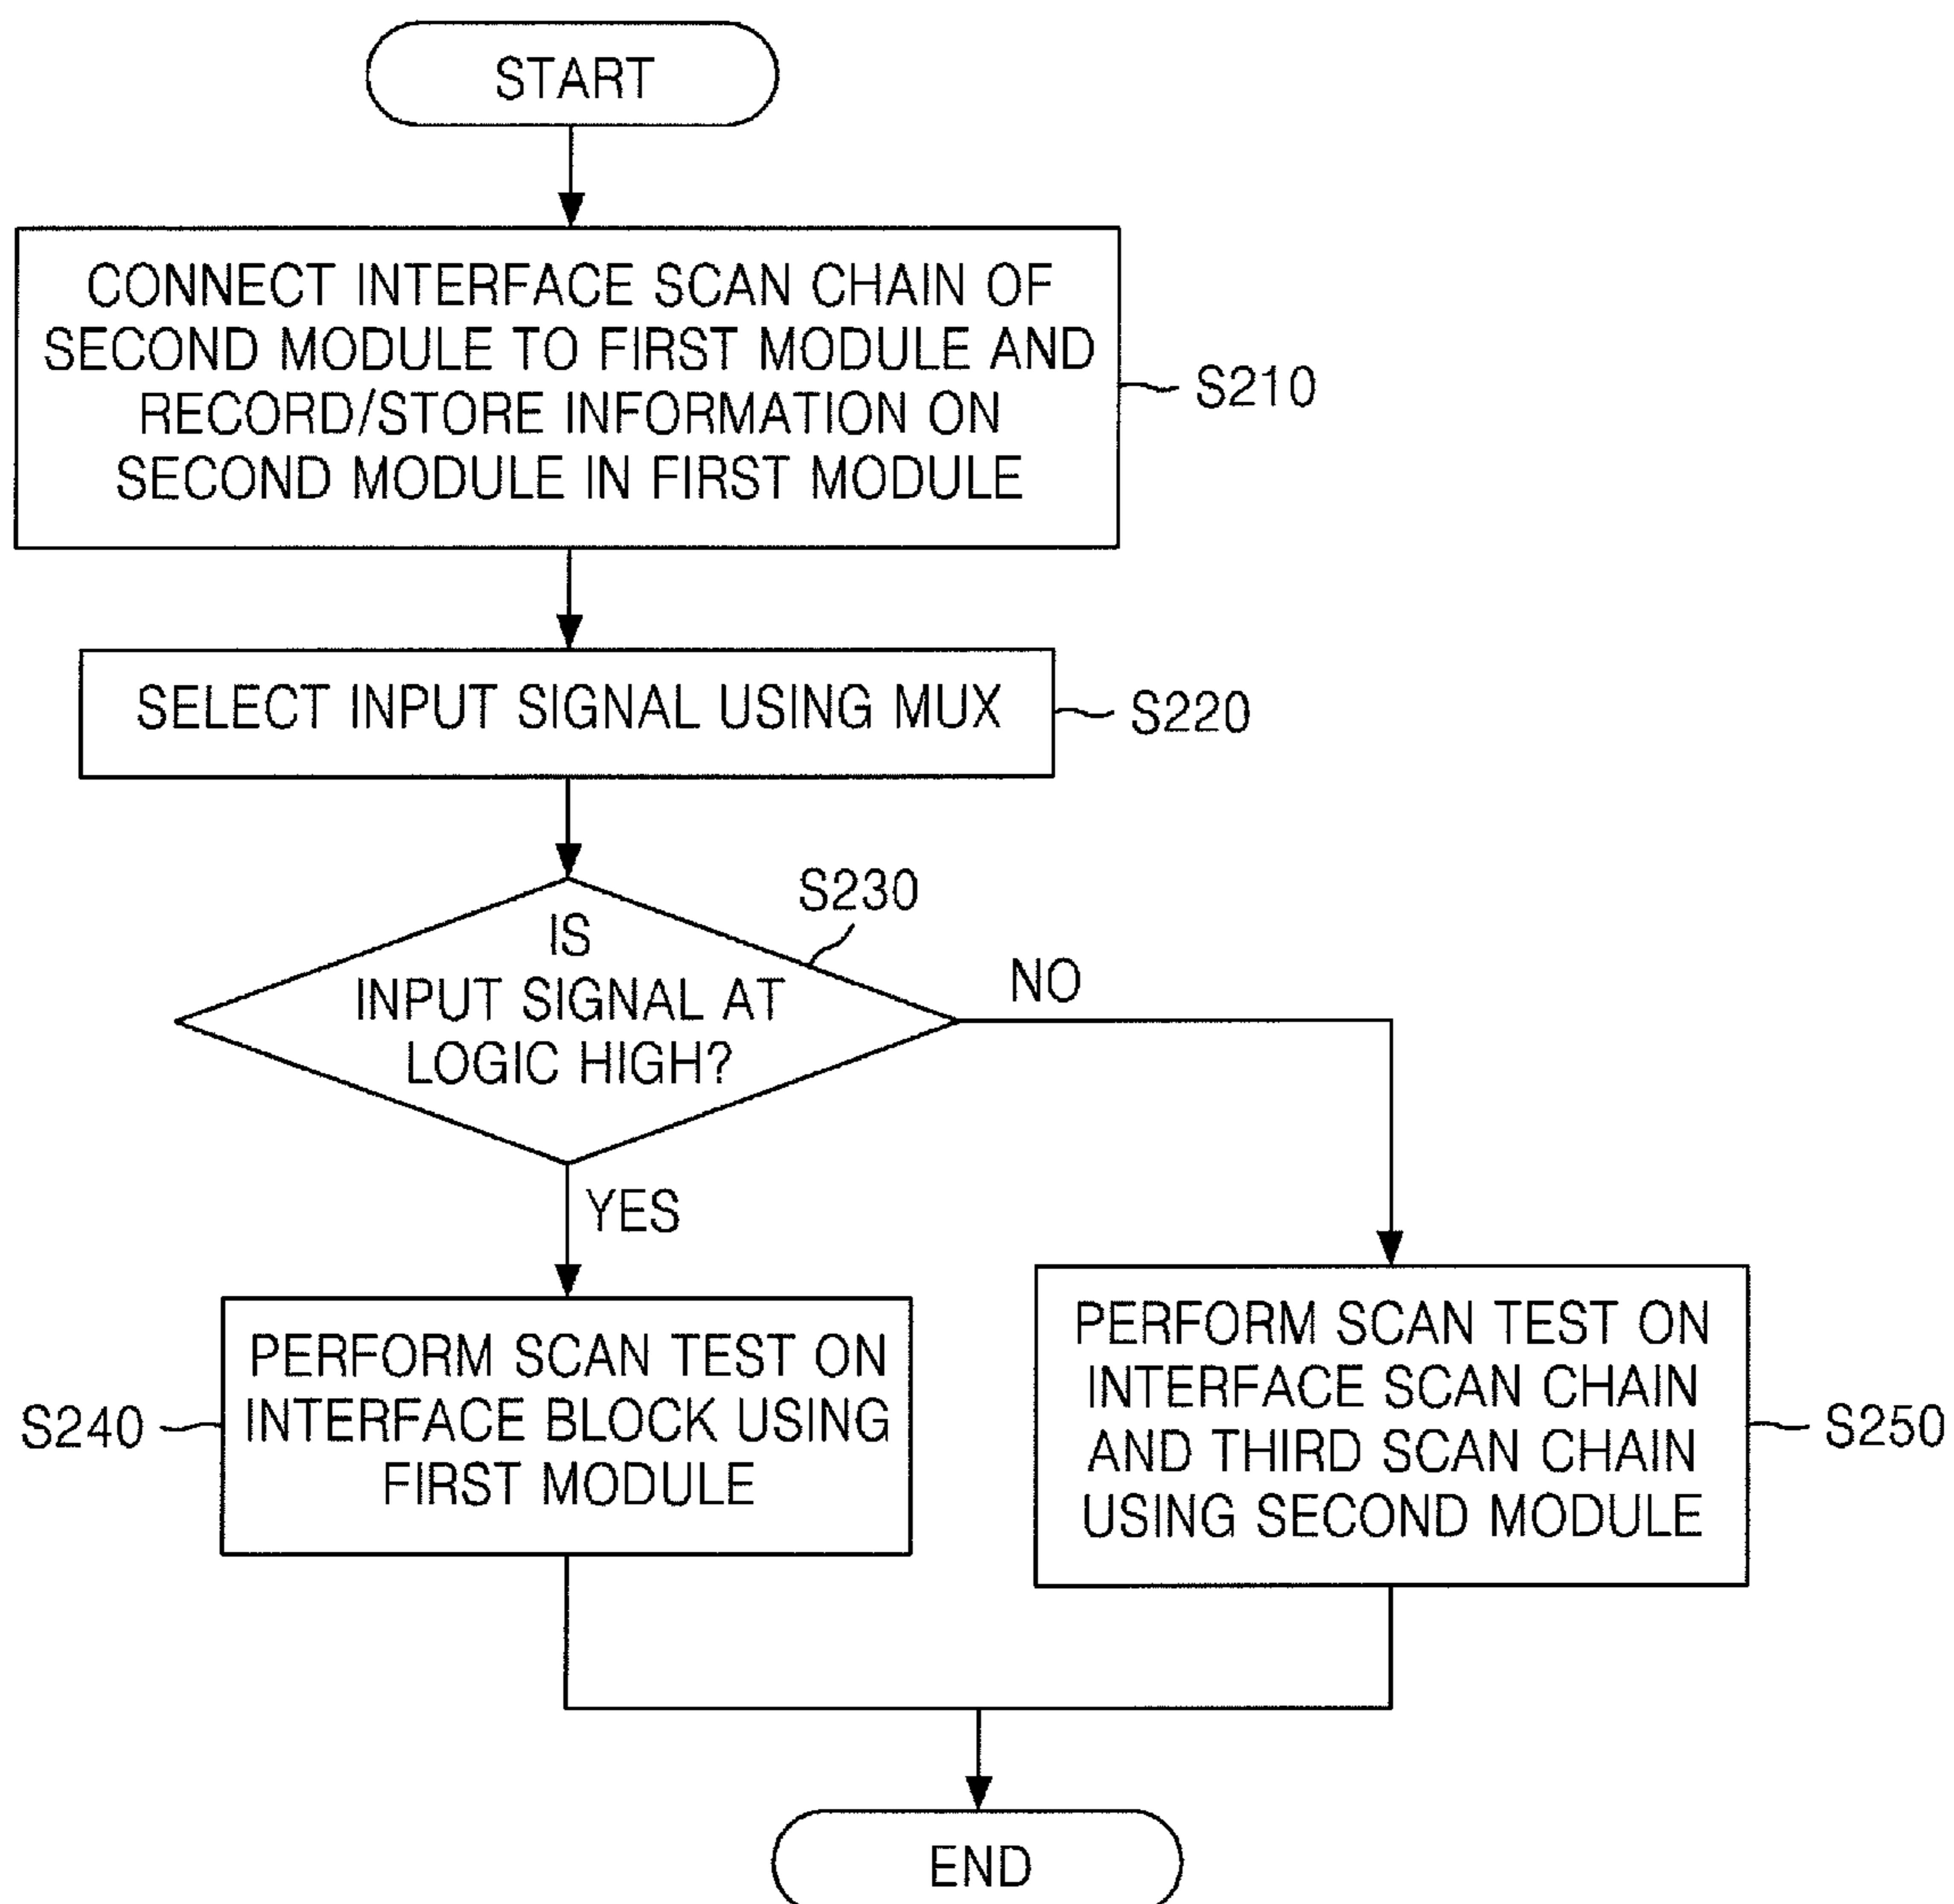 START
CONNECT INTERFACE SCAN CHAIN OF
SECOND MODULE TO FIRST MODULE AND
RECORD/STORE INFORMATION ON
SECOND MODULE IN FIRST MODULE
S210
SELECT INPUT SIGNAL USING MUX
S220
S230
IS
INPUT SIGNAL AT
LOGIC HIGH?
NO
YES
S240
PERFORM SCAN TEST ON
INTERFACE BLOCK USING
FIRST MODULE
PERFORM SCAN TEST ON
INTERFACE SCAN CHAIN
AND THIRD SCAN CHAIN
USING SECOND MODULE
S250
END